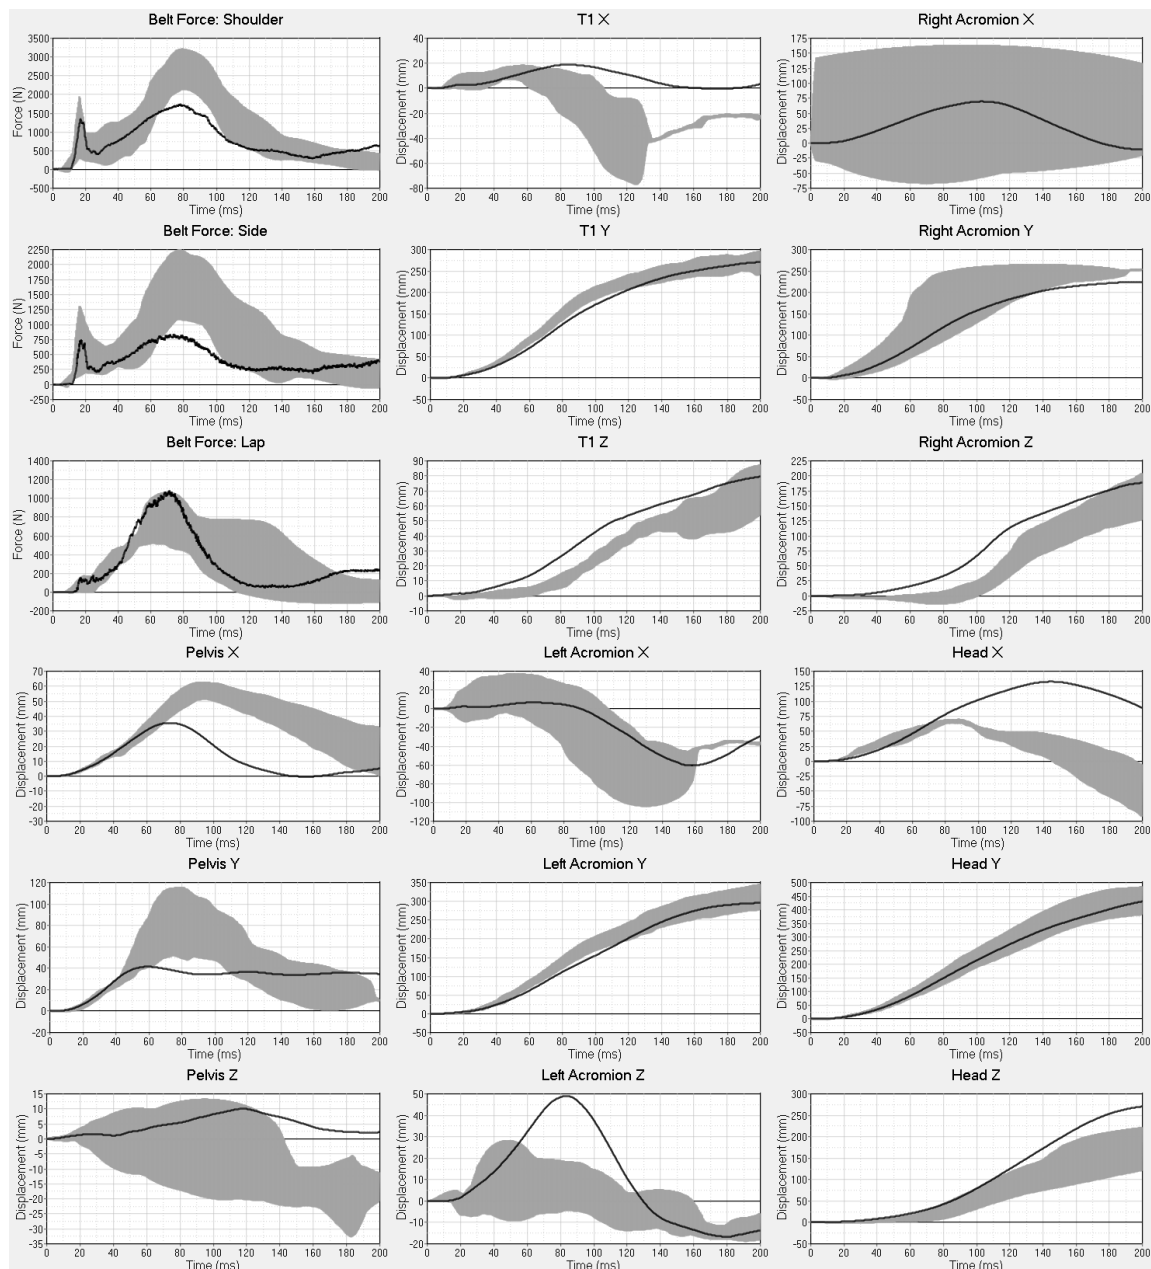 Belt Force: Shoulder
Force (N)
3500
3000
2500
2000
1500
1000
500
0
-500
0 20 40 60 80 100 120 140 160 180 200
Time (ms)
T1 X
Displacement (mm)
40
20
0
-20
-40
-60
-80
0 20 40 60 80 100 120 140 160 180 200
Time (ms)
Right Acromion X
Displacement (mm)
175
150
125
100
75
50
25
0
-25
-50
-75
0 20 40 60 80 100 120 140 160 180 200
Time (ms)
Belt Force: Side
Force (N)
2250
2000
1750
1500
1250
1000
750
500
250
0
-250
0 20 40 60 80 100 120 140 160 180 200
Time (ms)
T1 Y
Displacement (mm)
300
250
200
150
100
50
0
-50
0 20 40 60 80 100 120 140 160 180 200
Time (ms)
Right Acromion Y
Displacement (mm)
300
250
200
150
100
50
0
-50
0 20 40 60 80 100 120 140 160 180 200
Time (ms)
Belt Force: Lap
Force (N)
1400
1200
1000
800
600
400
200
0
-200
0 20 40 60 80 100 120 140 160 180 200
Time (ms)
T1 Z
Displacement (mm)
90
80
70
60
50
40
30
20
10
0
-10
0 20 40 60 80 100 120 140 160 180 200
Time (ms)
Right Acromion Z
Displacement (mm)
225
200
175
150
125
100
75
50
25
0
-25
0 20 40 60 80 100 120 140 160 180 200
Time (ms)
Pelvis X
Displacement (mm)
70
60
50
40
30
20
10
0
-10
-20
-30
0 20 40 60 80 100 120 140 160 180 200
Time (ms)
Left Acromion X
Displacement (mm)
40
20
0
-20
-40
-60
-80
-100
-120
0 20 40 60 80 100 120 140 160 180 200
Time (ms)
Head X
Displacement (mm)
150
125
100
75
50
25
0
-25
-50
-75
-100
0 20 40 60 80 100 120 140 160 180 200
Time (ms)
Pelvis Y
Displacement (mm)
120
100
80
60
40
20
0
-20
0 20 40 60 80 100 120 140 160 180 200
Time (ms)
Left Acromion Y
Displacement (mm)
350
300
250
200
150
100
50
0
-50
0 20 40 60 80 100 120 140 160 180 200
Time (ms)
Head Y
Displacement (mm)
500
450
400
350
300
250
200
150
100
50
0
-50
0 20 40 60 80 100 120 140 160 180 200
Time (ms)
Pelvis Z
Displacement (mm)
15
10
5
0
-5
-10
-15
-20
-25
-30
-35
0 20 40 60 80 100 120 140 160 180 200
Time (ms)
Left Acromion Z
Displacement (mm)
50
40
30
20
10
0
-10
-20
0 20 40 60 80 100 120 140 160 180 200
Time (ms)
Head Z
Displacement (mm)
300
250
200
150
100
50
0
-50
0 20 40 60 80 100 120 140 160 180 200
Time (ms)